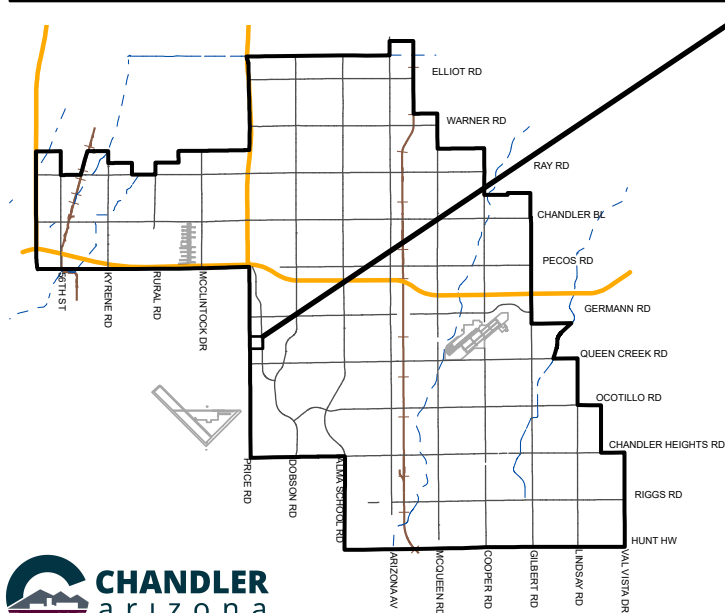 ELLIOT RD
WARNER RD
RAY RD
CHANDLER BL
PECOS RD
GERMANN RD
QUEEN CREEK RD
OCOTILLO RD
CHANDLER HEIGHTS RD
RIGGS RD
HUNT HW
56TH ST
KYRENE RD
RURAL RD
MCCLINTOCK DR
PRICE RD
DOBSON RD
ALMA SCHOOL RD
ARIZONA AV
MCQUEEN RD
COOPER RD
GILBERT RD
LINDSAY RD
VAL VISTA DR
CHANDLER
arizona